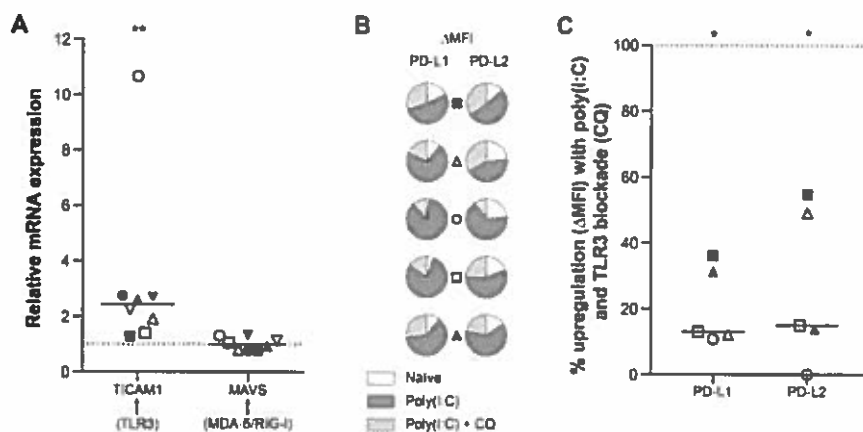 A
Relative mRNA expression
12
10
8
6
4
2
0
**
TICAM1
MAVS
(TLR3)
(MDA-5/RIG-I)
B
ΔMFI
PD-L1
PD-L2
Naive
Poly(I:C)
Poly(I:C) + CQ
C
% upregulation (ΔMFI) with poly(I:C)
and TLR3 blockade (CQ)
100
80
60
40
20
0
*
*
PD-L1
PD-L2